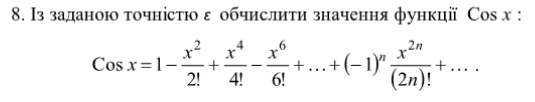 8. Із заданою точністю ε обчислити значення функції Cos x :
Cos x = 1 − x²/2! + x⁴/4! − x⁶/6! + … + (−1)ⁿ x²ⁿ/(2n)! + … .